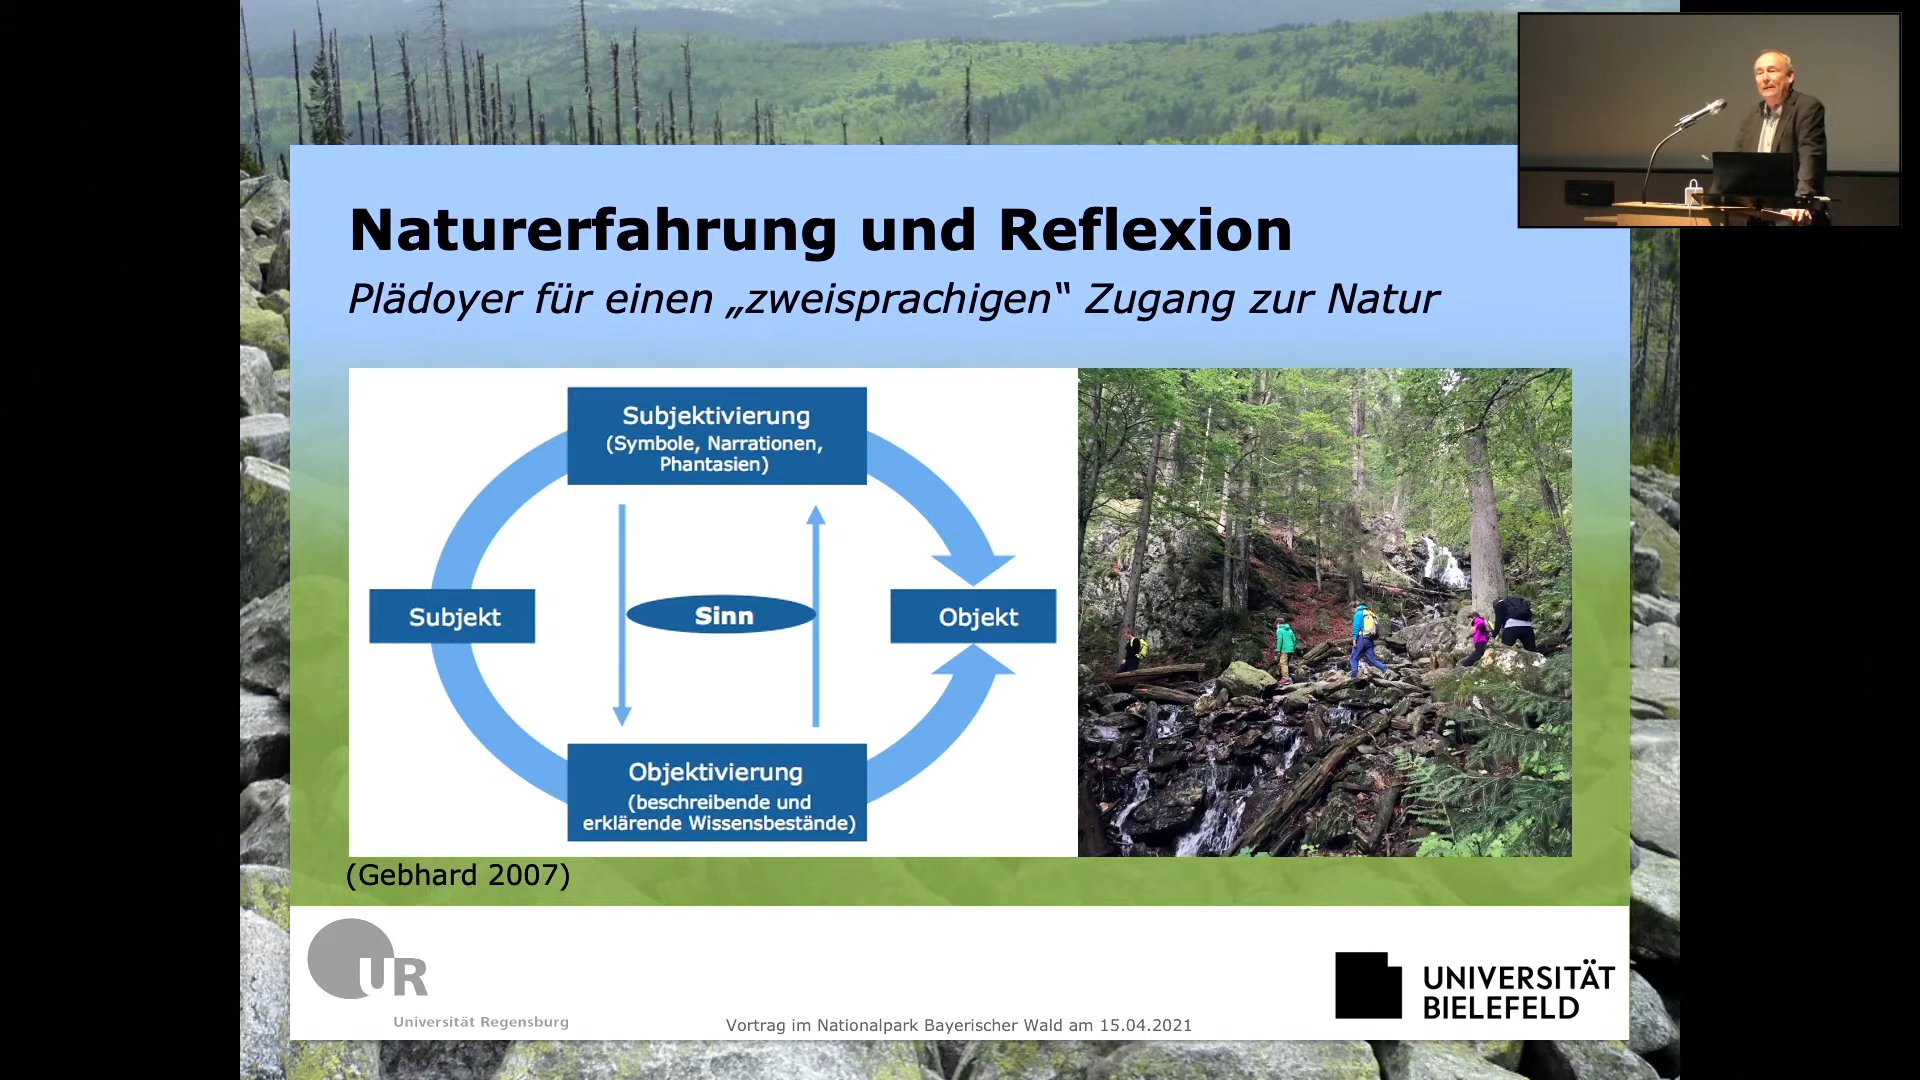 Naturerfahrung und Reflexion
Plädoyer für einen „zweisprachigen“ Zugang zur Natur
Subjektivierung
(Symbole, Narrationen,
Phantasien)
Subjekt
Sinn
Objekt
Objektivierung
(beschreibende und
erklärende Wissensbestände)
(Gebhard 2007)
UR
Universität Regensburg
Vortrag im Nationalpark Bayerischer Wald am 15.04.2021
UNIVERSITÄT
BIELEFELD